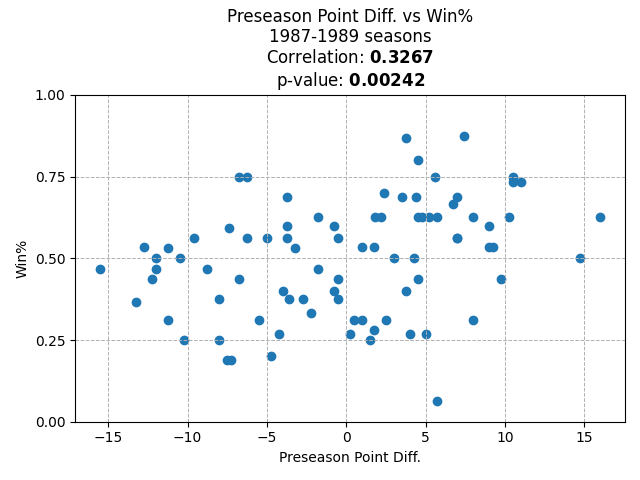 Preseason Point Diff. vs Win%
1987-1989 seasons
Correlation: 0.3267
p-value: 0.00242
1.00
0.75
0.50
0.25
0.00
Win%
−15
−10
−5
0
5
10
15
Preseason Point Diff.